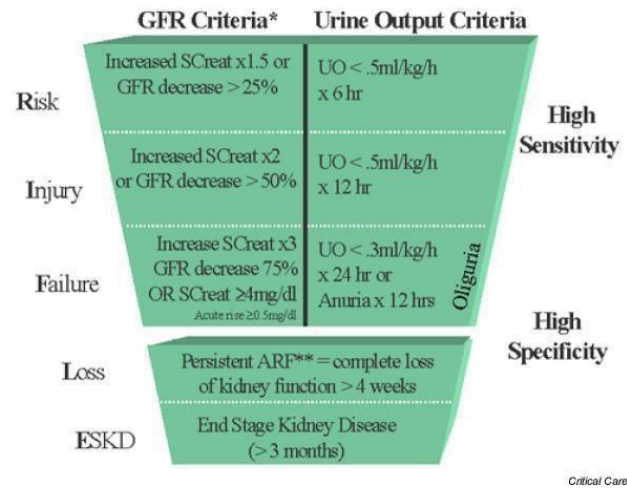 GFR Criteria*
Urine Output Criteria
Risk
Increased SCreat x1.5 or
GFR decrease > 25%
UO < .5ml/kg/h
x 6 hr
High
Sensitivity
Injury
Increased SCreat x2
or GFR decrease > 50%
UO < .5ml/kg/h
x 12 hr
Failure
Increase SCreat x3
GFR decrease 75%
OR SCreat ≥4mg/dl
Acute rise ≥0.5mg/dl
UO < .3ml/kg/h
x 24 hr or
Anuria x 12 hrs
Oliguria
High
Specificity
Loss
Persistent ARF** = complete loss
of kidney function > 4 weeks
ESKD
End Stage Kidney Disease
(> 3 months)
Critical Care